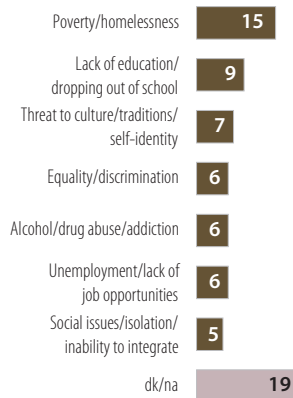 Poverty/homelessness 15
Lack of education/
dropping out of school 9
Threat to culture/traditions/
self-identity 7
Equality/discrimination 6
Alcohol/drug abuse/addiction 6
Unemployment/lack of
job opportunities 6
Social issues/isolation/
inability to integrate 5
dk/na 19